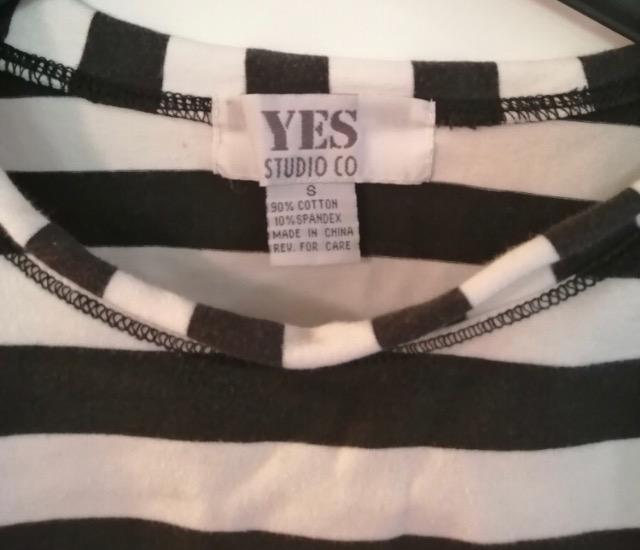 YES
STUDIO CO
S
90% COTTON
10% SPANDEX
MADE IN CHINA
REV. FOR CARE